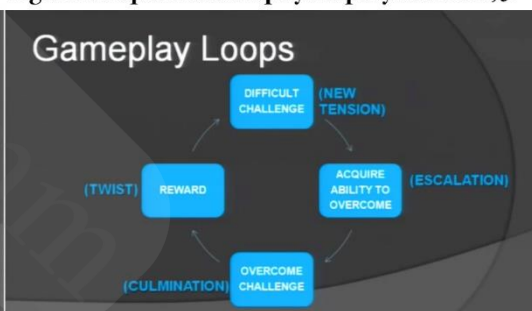 Gameplay Loops
DIFFICULT
CHALLENGE
(NEW
TENSION)
ACQUIRE
ABILITY TO
OVERCOME
(ESCALATION)
OVERCOME
CHALLENGE
(CULMINATION)
REWARD
(TWIST)